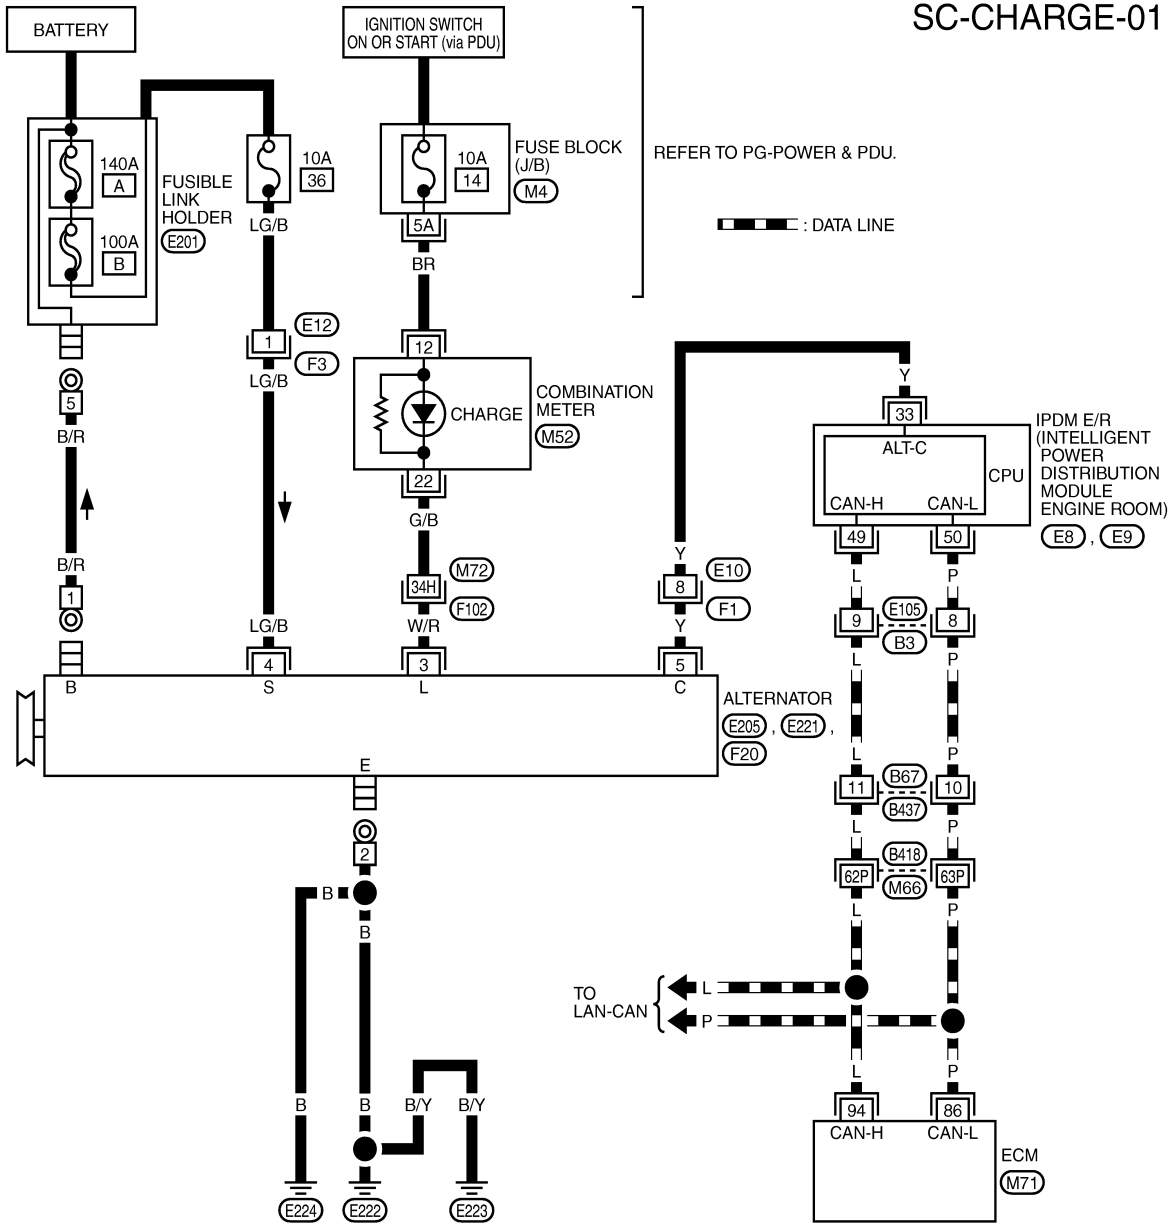 SC-CHARGE-01
BATTERY
IGNITION SWITCH
ON OR START (via PDU)
140A
A
100A
B
FUSIBLE
LINK
HOLDER
E201
10A
36
10A
14
FUSE BLOCK
(J/B)
M4
REFER TO PG-POWER & PDU.
: DATA LINE
LG/B
5A
BR
1
E12
F3
LG/B
12
CHARGE
COMBINATION
METER
M52
22
5
B/R
G/B
Y
33
ALT-C
CPU
CAN-H
CAN-L
IPDM E/R
(INTELLIGENT
POWER
DISTRIBUTION
MODULE
ENGINE ROOM)
E8 , E9
49
50
B/R
1
34H
M72
F102
Y
8
E10
F1
L
P
9
E105
B3
8
LG/B
W/R
Y
L
P
4
3
5
B
S
L
C
ALTERNATOR
E205 , E221 ,
F20
E
L
P
11
B67
B437
10
2
L
P
62P
B418
M66
63P
B
B
L
P
TO
LAN-CAN
L
P
L
P
B
B
B/Y
B/Y
94
86
CAN-H
CAN-L
ECM
M71
E224
E222
E223